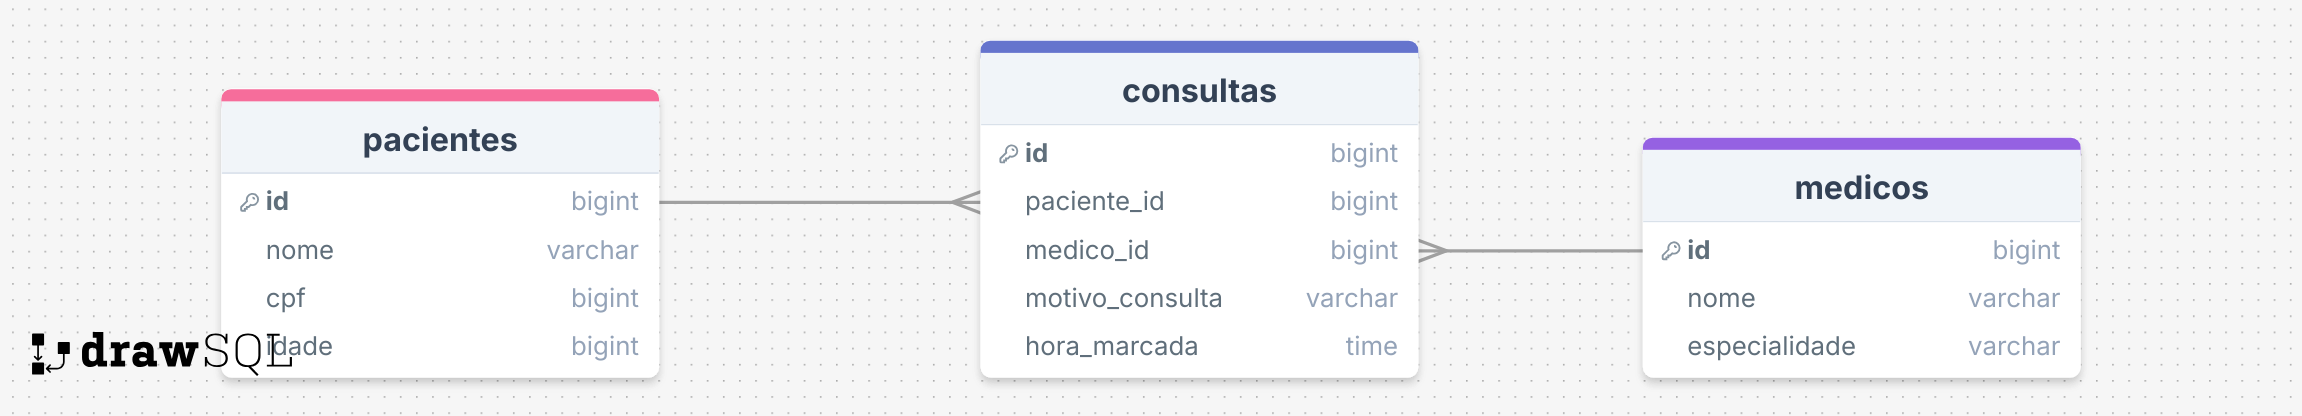 pacientes
id bigint
nome varchar
cpf bigint
idade bigint
consultas
id bigint
paciente_id bigint
medico_id bigint
motivo_consulta varchar
hora_marcada time
medicos
id bigint
nome varchar
especialidade varchar
drawSQL